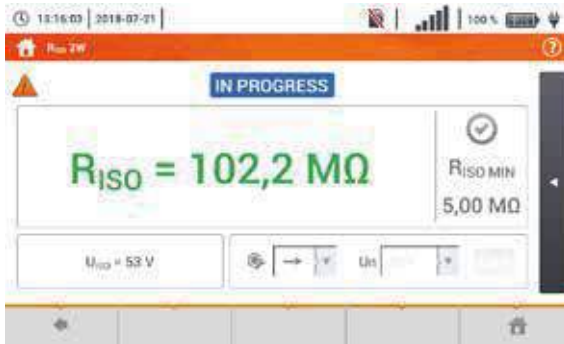 13:16:03 2018-07-21 100 %
RISO 2W
IN PROGRESS
RISO = 102,2 MΩ
RISO MIN
5,00 MΩ
UISO = 53 V
Un